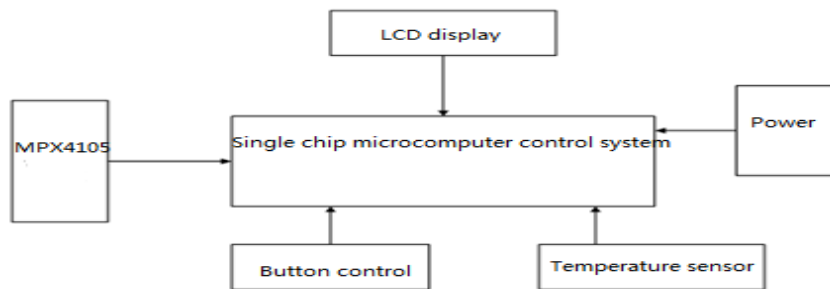 LCD display
MPX4105
Single chip microcomputer control system
Power
Button control
Temperature sensor